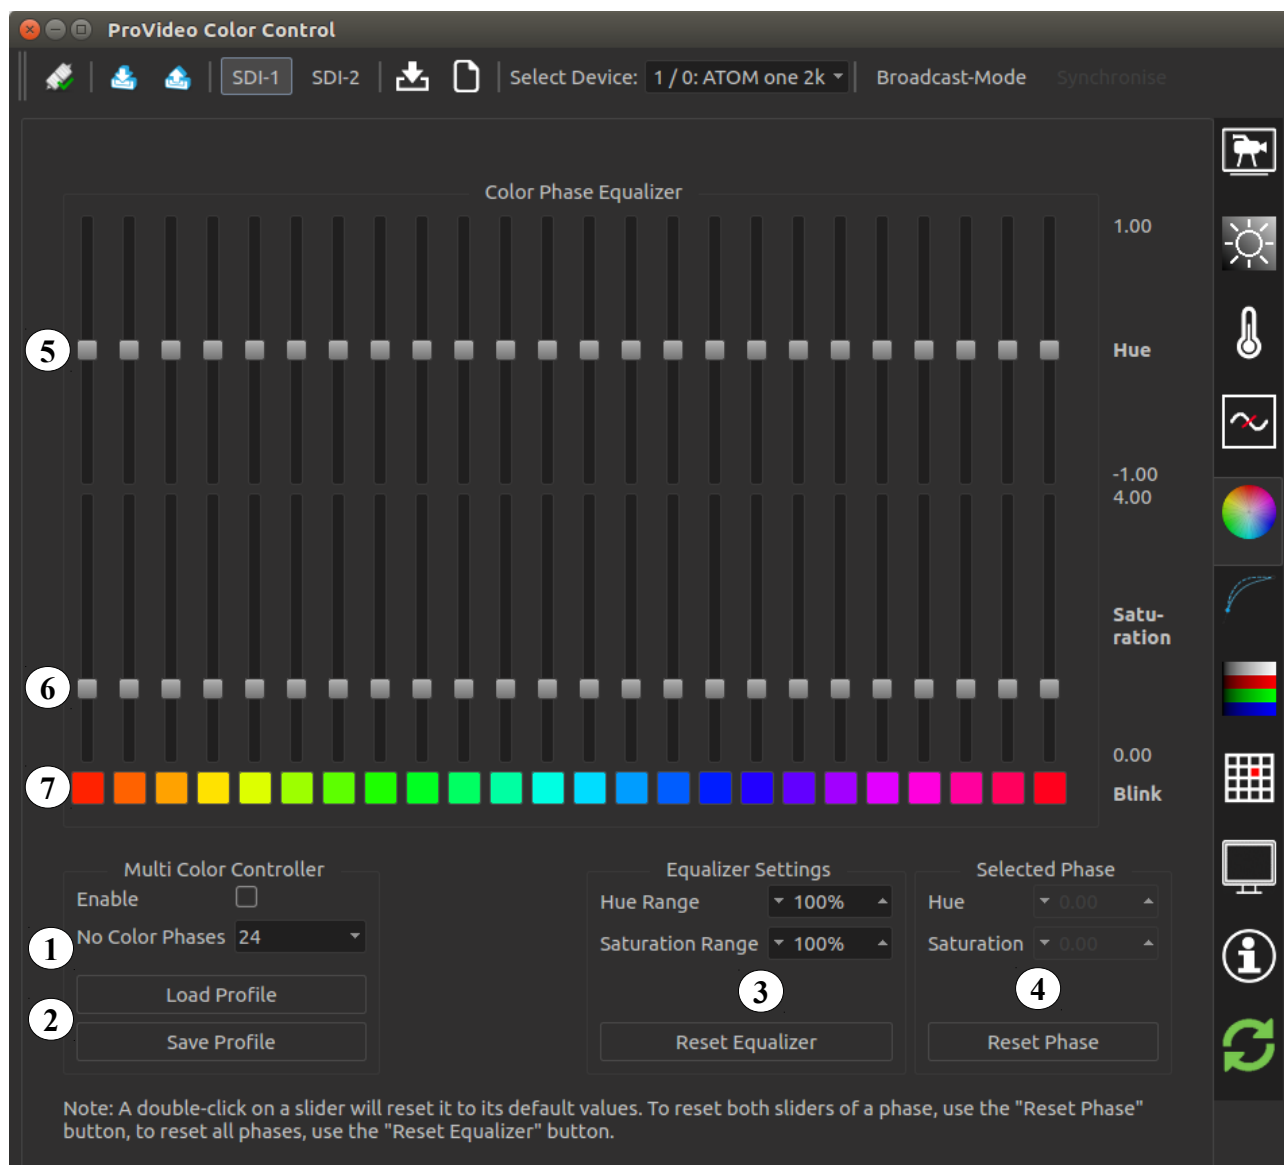 ProVideo Color Control
SDI-1 SDI-2 Select Device: 1 / 0: ATOM one 2k Broadcast-Mode Synchronise
Color Phase Equalizer
1.00
5 Hue
-1.00
4.00
Satu-
ration
6
0.00
7 Blink
Multi Color Controller Equalizer Settings Selected Phase
Enable Hue Range 100% Hue 0.00
1 No Color Phases 24 Saturation Range 100% Saturation 0.00
Load Profile 3 4
2
Save Profile Reset Equalizer Reset Phase
Note: A double-click on a slider will reset it to its default values. To reset both sliders of a phase, use the "Reset Phase"
button, to reset all phases, use the "Reset Equalizer" button.